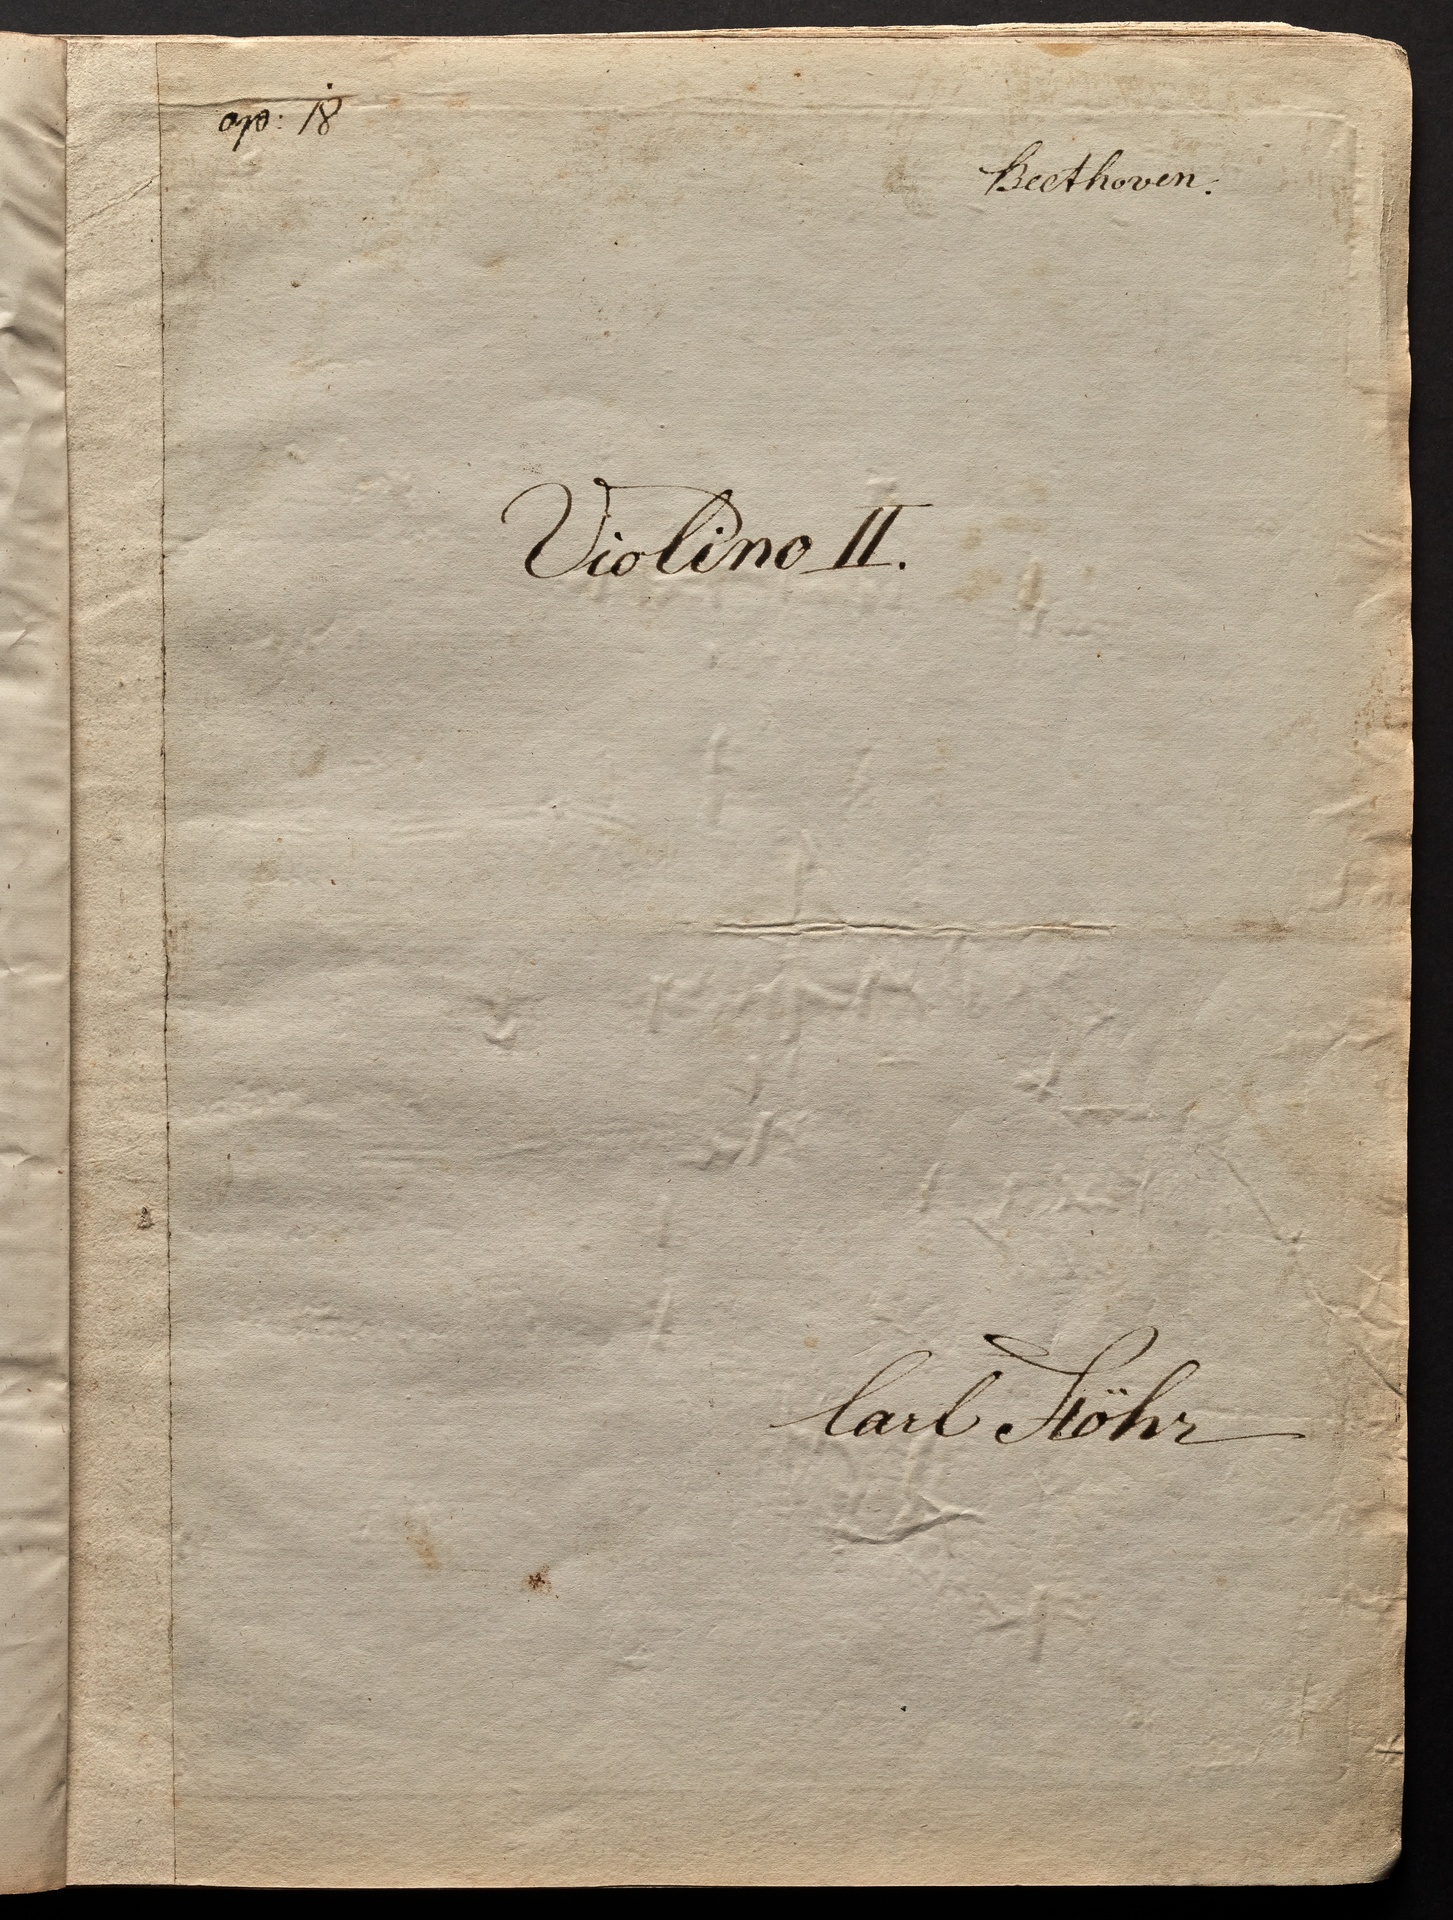 op: 18
Beethoven.
Violino II.
Carl Stöhr